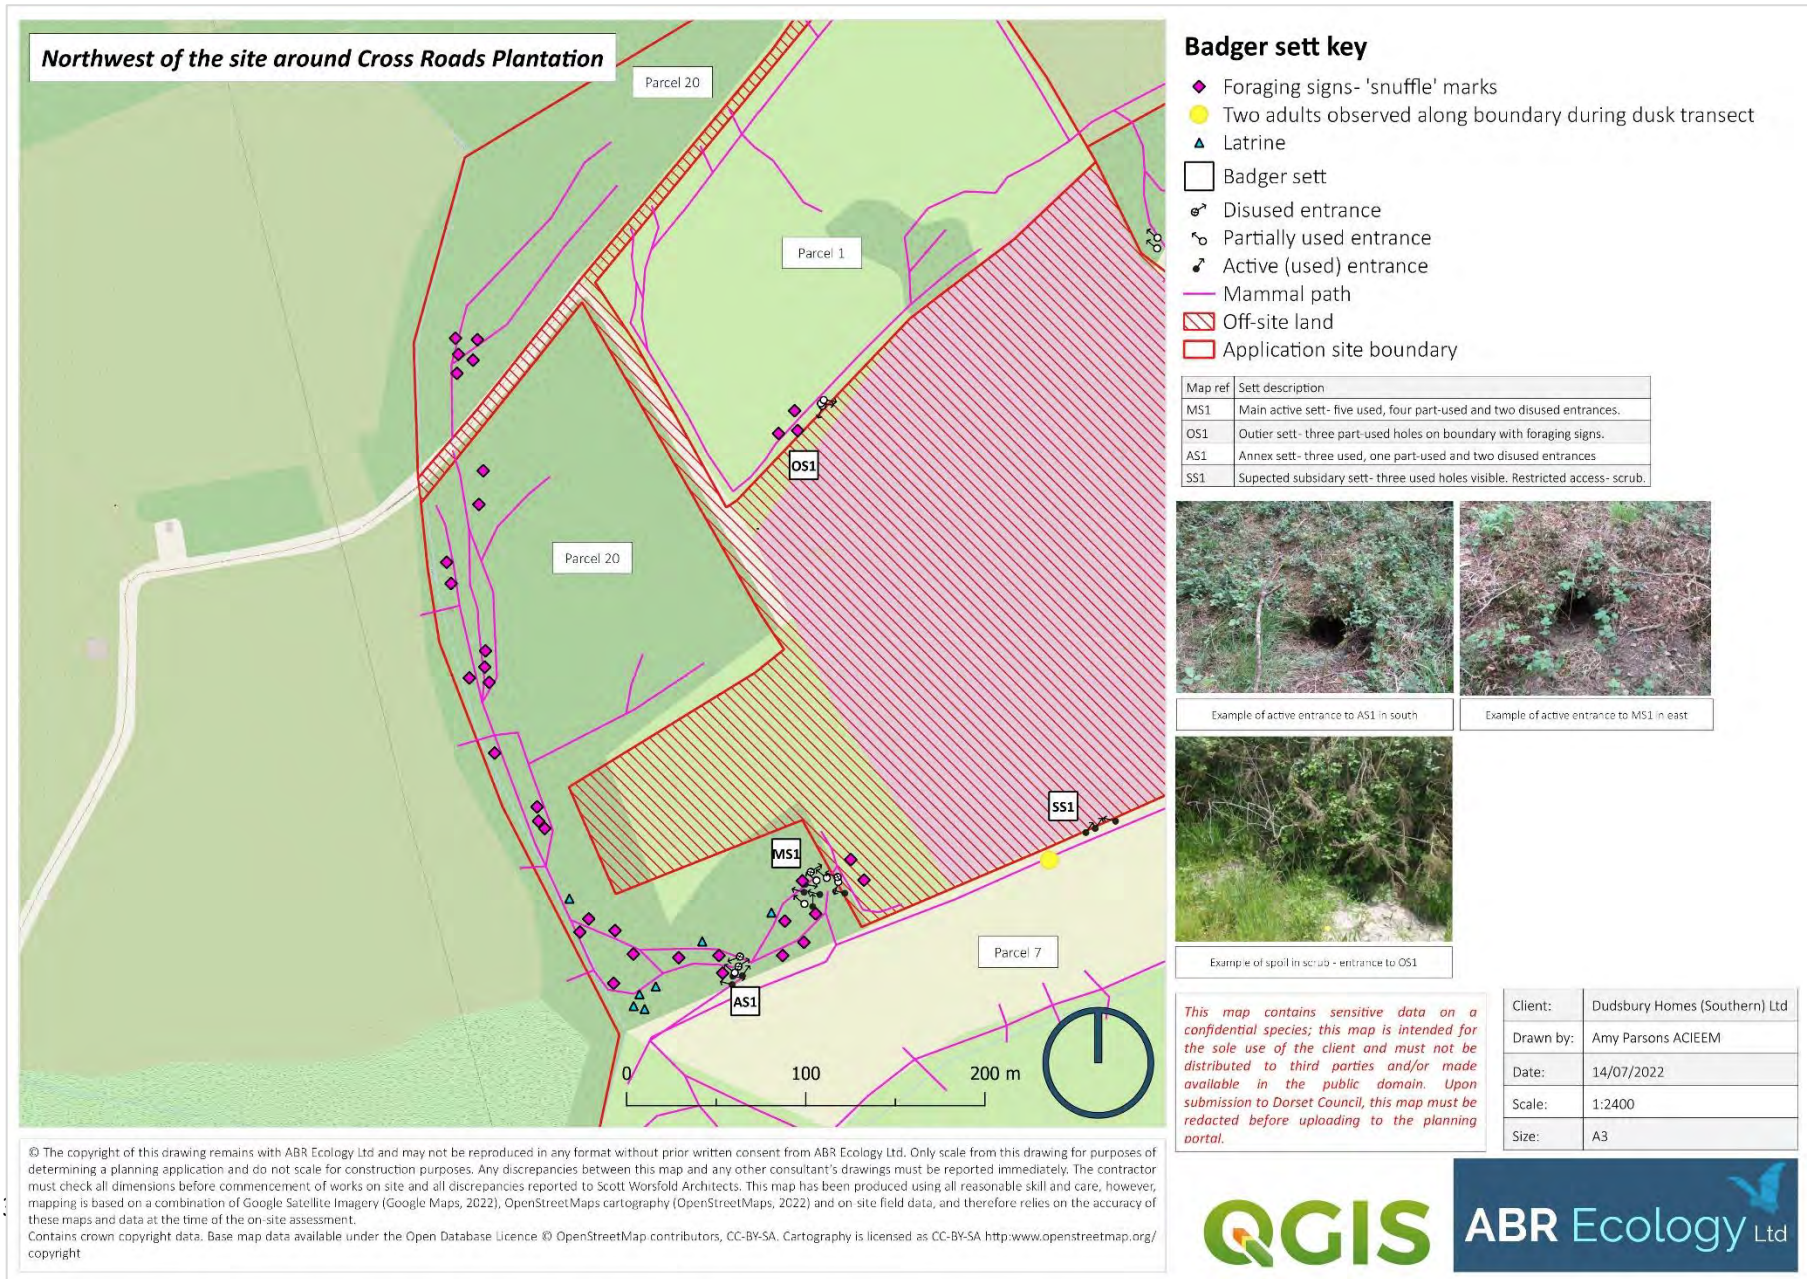 Northwest of the site around Cross Roads Plantation
Parcel 20
Parcel 1
Parcel 20
OS1
SS1
MS1
AS1
Parcel 7
0 100 200 m
Badger sett key
Foraging signs- 'snuffle' marks
Two adults observed along boundary during dusk transect
Latrine
Badger sett
Disused entrance
Partially used entrance
Active (used) entrance
Mammal path
Off-site land
Application site boundary
Map ref Sett description
MS1 Main active sett- five used, four part-used and two disused entrances.
OS1 Outier sett- three part-used holes on boundary with foraging signs.
AS1 Annex sett- three used, one part-used and two disused entrances
SS1 Supected subsidary sett- three used holes visible. Restricted access- scrub.
Example of active entrance to AS1 in south
Example of active entrance to MS1 in east
Example of spoil in scrub - entrance to OS1
This map contains sensitive data on a
confidential species; this map is intended for
the sole use of the client and must not be
distributed to third parties and/or made
available in the public domain. Upon
submission to Dorset Council, this map must be
redacted before uploading to the planning
portal.
Client: Dudsbury Homes (Southern) Ltd
Drawn by: Amy Parsons ACIEEM
Date: 14/07/2022
Scale: 1:2400
Size: A3
© The copyright of this drawing remains with ABR Ecology Ltd and may not be reproduced in any format without prior written consent from ABR Ecology Ltd. Only scale from this drawing for purposes of
determining a planning application and do not scale for construction purposes. Any discrepancies between this map and any other consultant's drawings must be reported immediately. The contractor
must check all dimensions before commencement of works on site and all discrepancies reported to Scott Worsfold Architects. This map has been produced using all reasonable skill and care, however,
mapping is based on a combination of Google Satellite Imagery (Google Maps, 2022), OpenStreetMaps cartography (OpenStreetMaps, 2022) and on-site field data, and therefore relies on the accuracy of
these maps and data at the time of the on-site assessment.
Contains crown copyright data. Base map data available under the Open Database Licence © OpenStreetMap contributors, CC-BY-SA. Cartography is licensed as CC-BY-SA http:www.openstreetmap.org/
copyright
QGIS
ABR Ecology Ltd